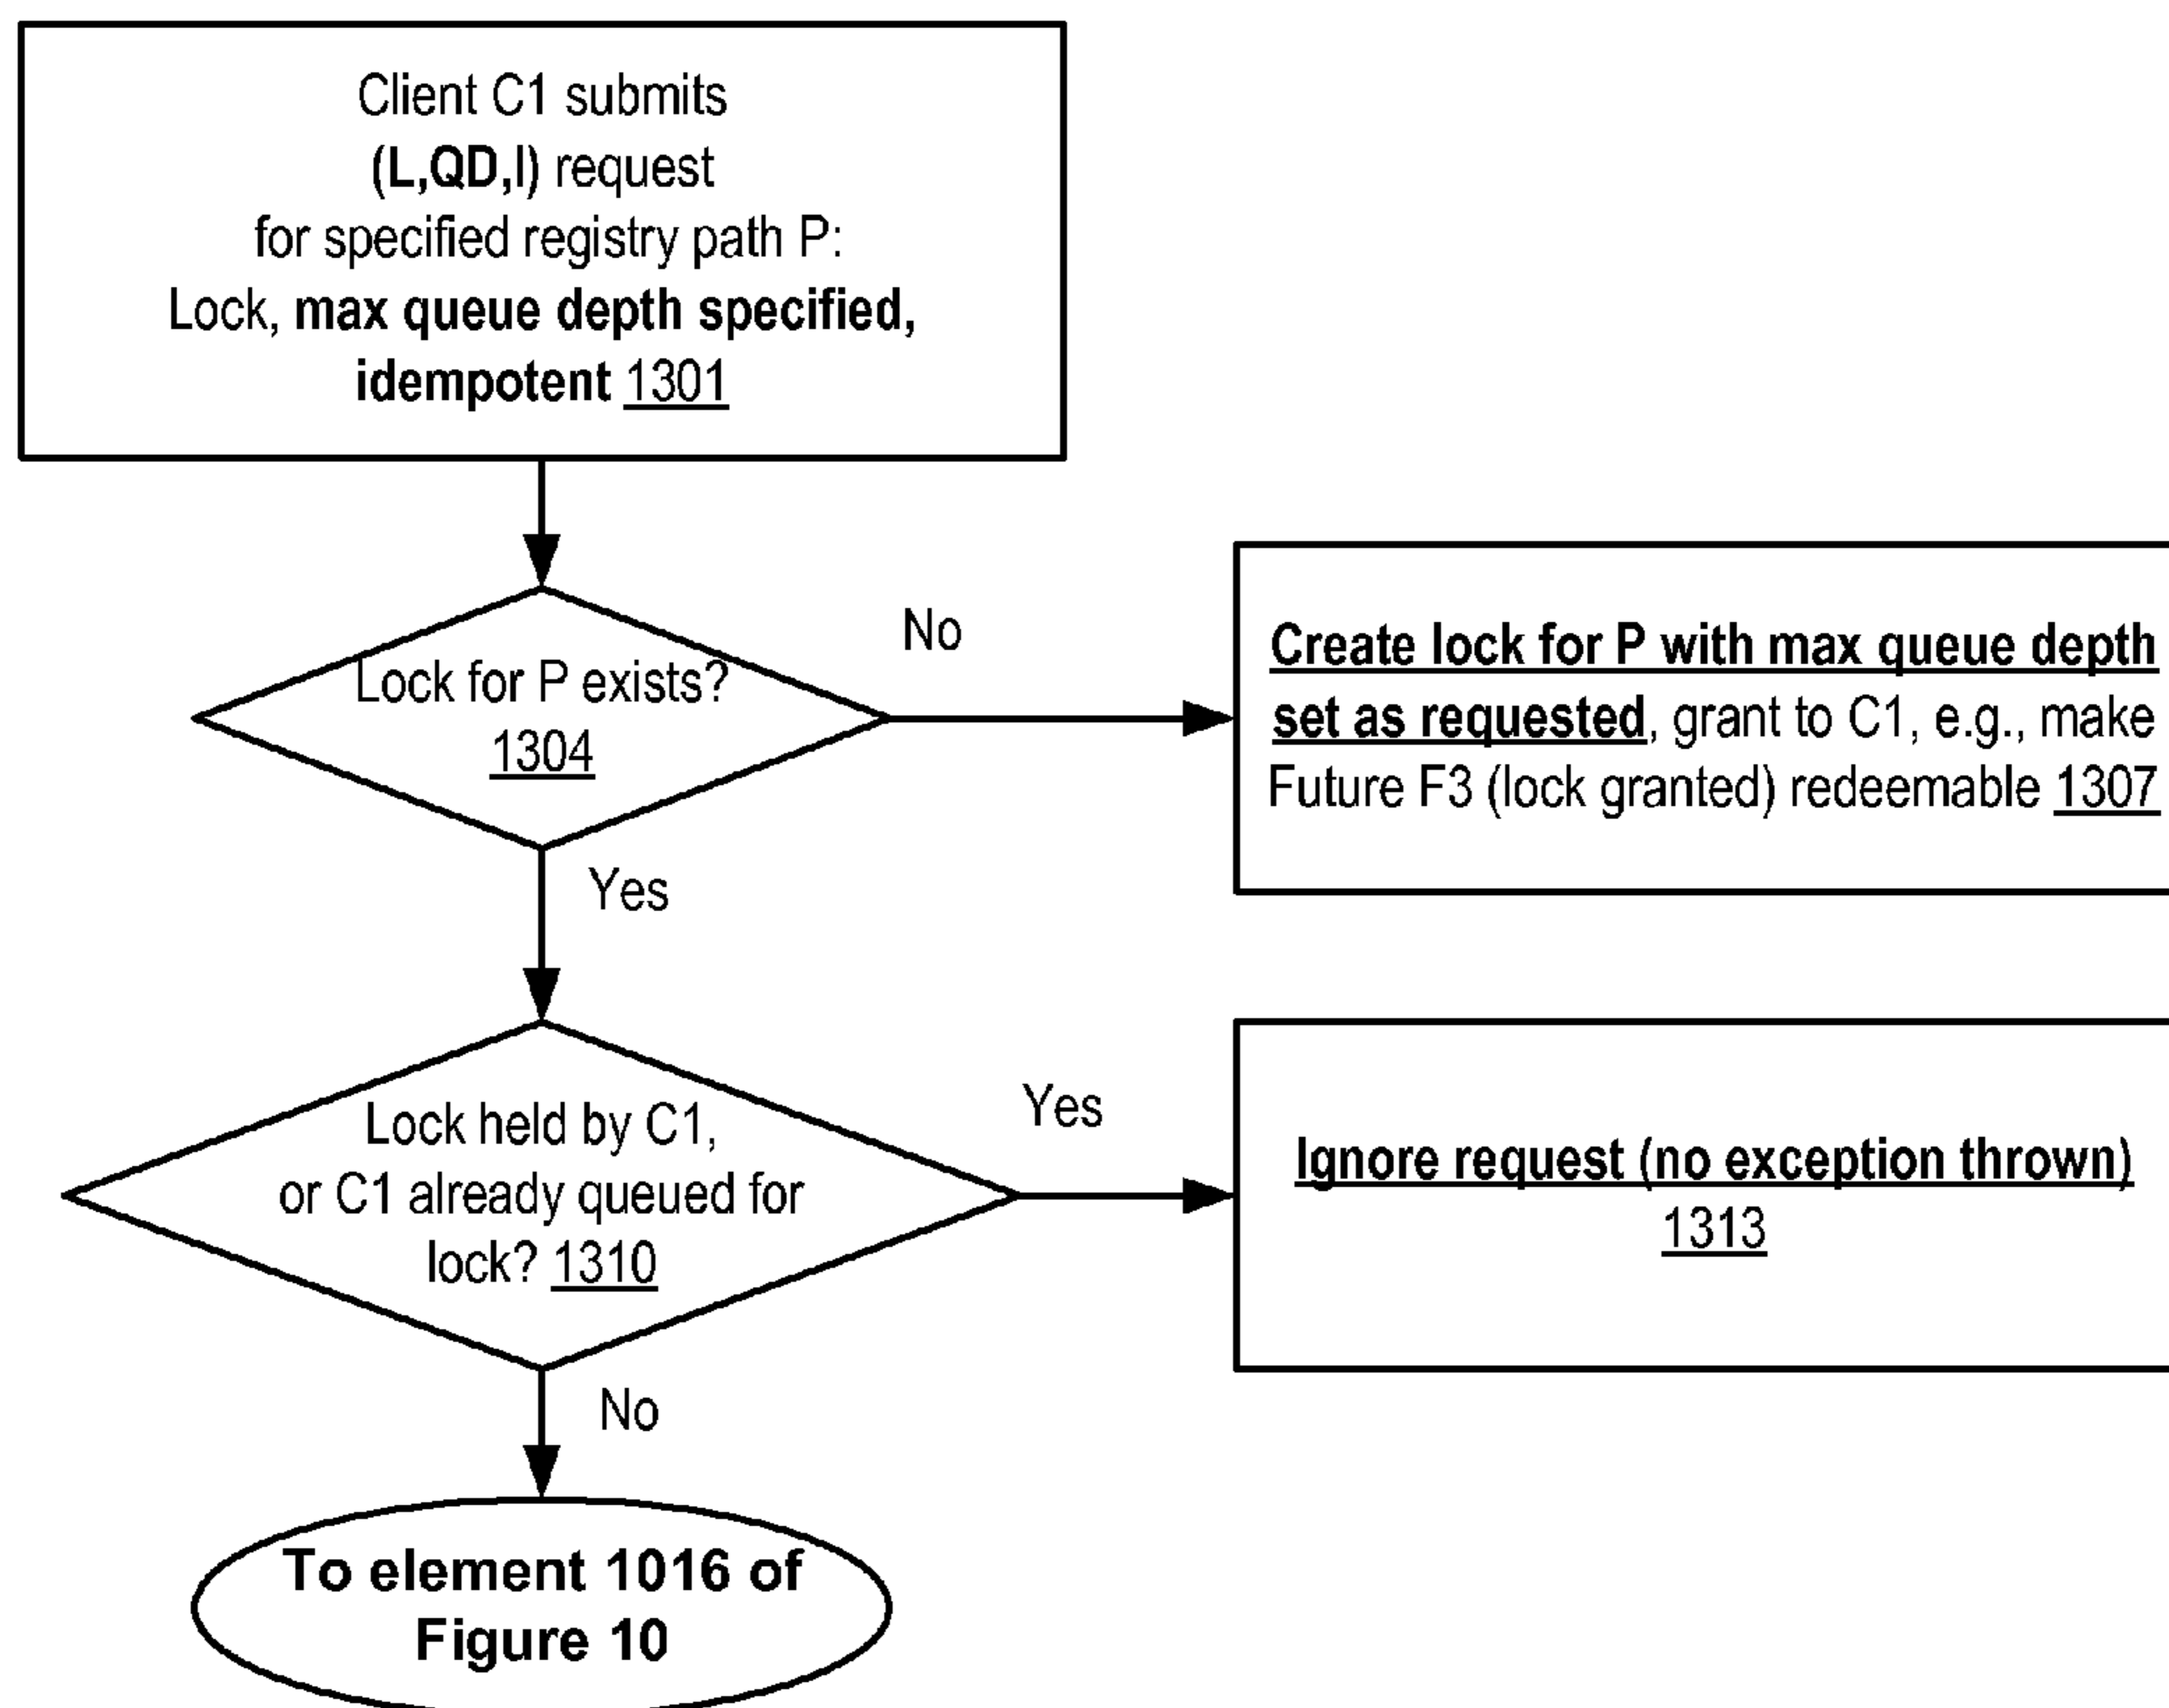 Client C1 submits
(L,QD,I) request
for specified registry path P:
Lock, max queue depth specified,
idempotent 1301
Lock for P exists?
1304
No
Create lock for P with max queue depth
set as requested, grant to C1, e.g., make
Future F3 (lock granted) redeemable 1307
Yes
Lock held by C1,
or C1 already queued for
lock? 1310
Yes
Ignore request (no exception thrown)
1313
No
To element 1016 of
Figure 10